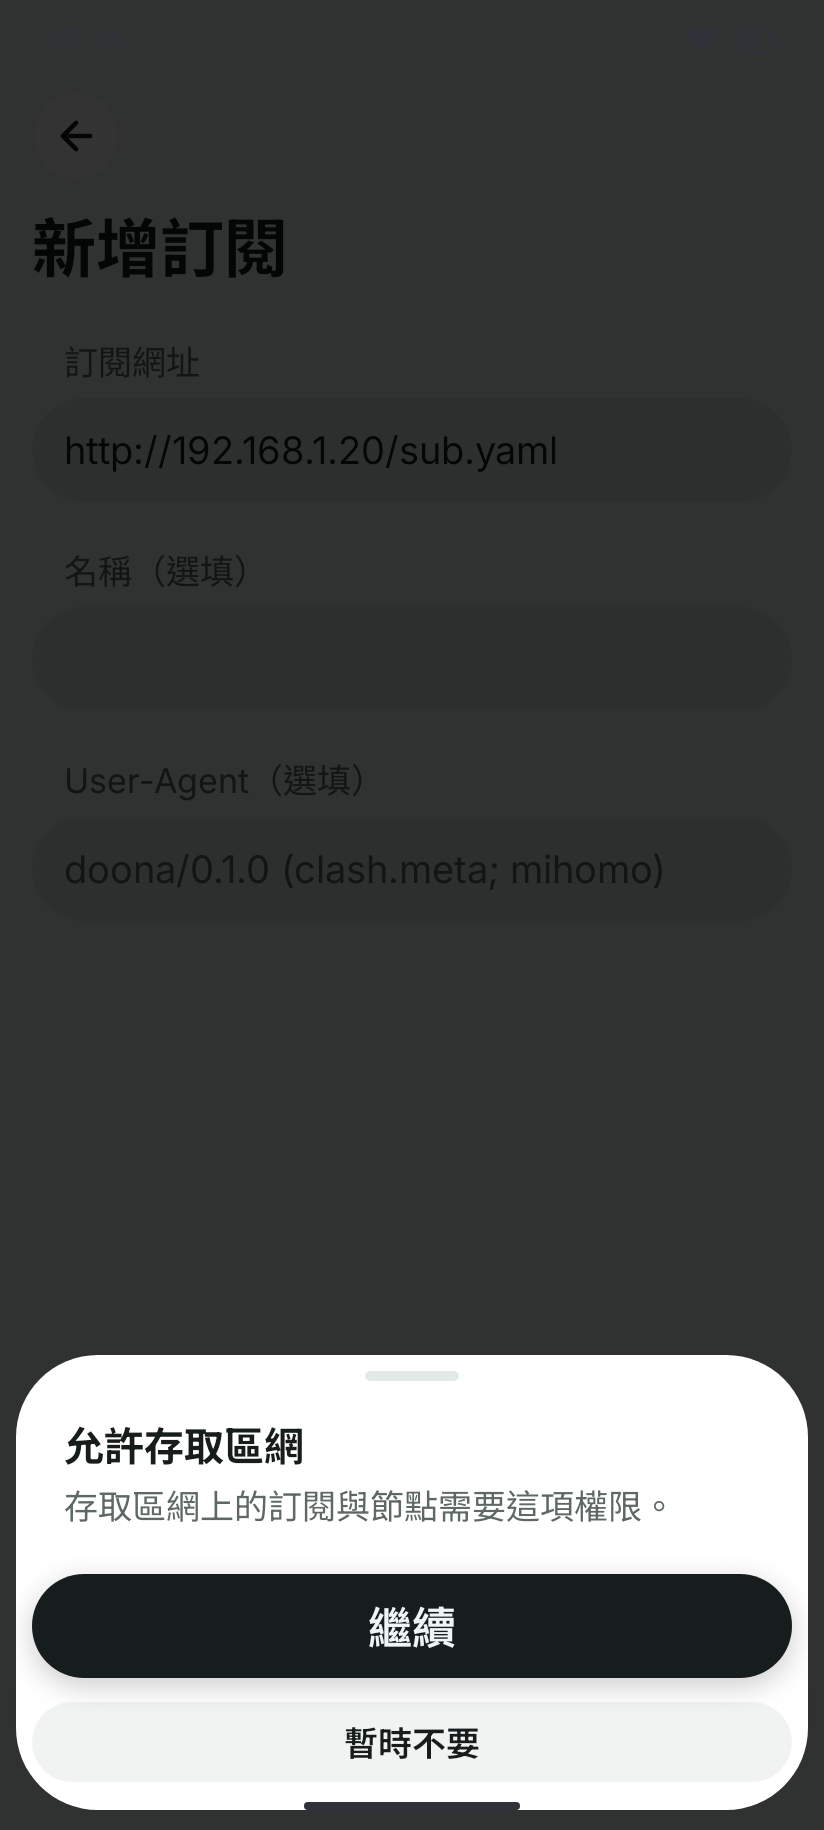 新增訂閱
訂閱網址
http://192.168.1.20/sub.yaml
名稱（選填）
User-Agent（選填）
doona/0.1.0 (clash.meta; mihomo)
允許存取區網
存取區網上的訂閱與節點需要這項權限。
繼續
暫時不要